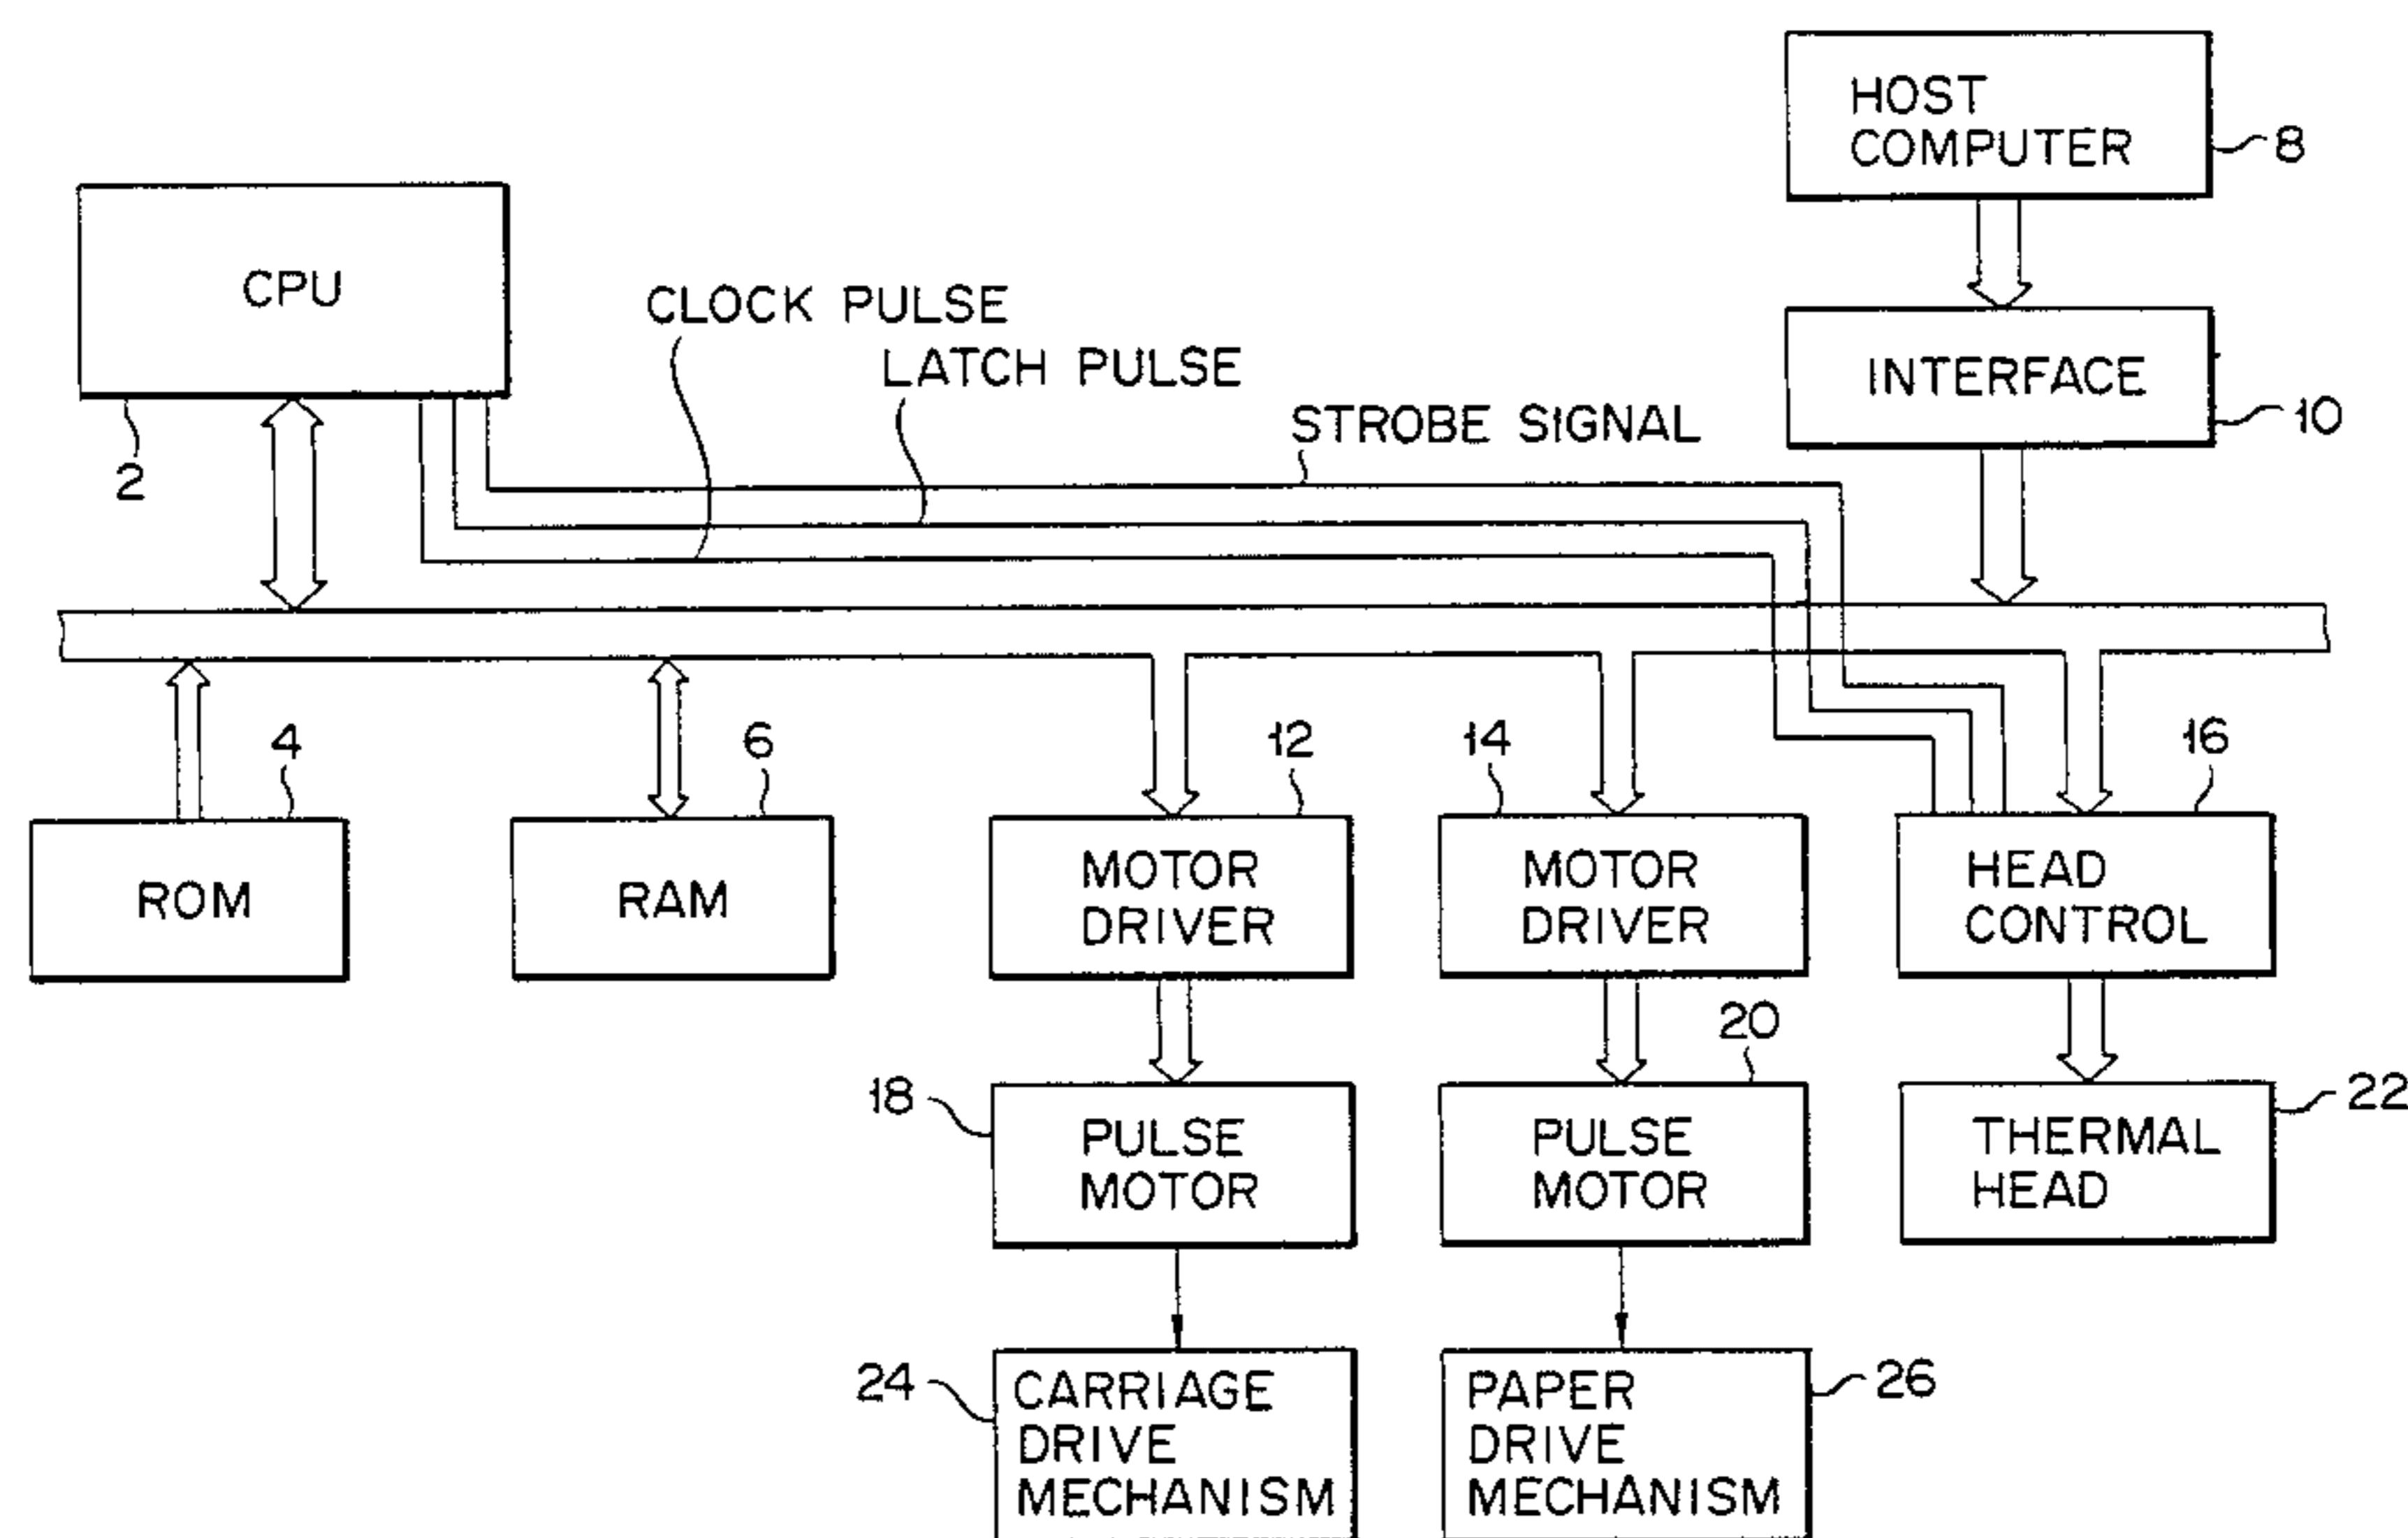 HOST
COMPUTER
8
CPU
2
CLOCK PULSE
LATCH PULSE
STROBE SIGNAL
INTERFACE
10
4
6
12
14
16
ROM
RAM
MOTOR
DRIVER
MOTOR
DRIVER
HEAD
CONTROL
18
PULSE
MOTOR
20
PULSE
MOTOR
THERMAL
HEAD
22
24
CARRIAGE
DRIVE
MECHANISM
PAPER
DRIVE
MECHANISM
26